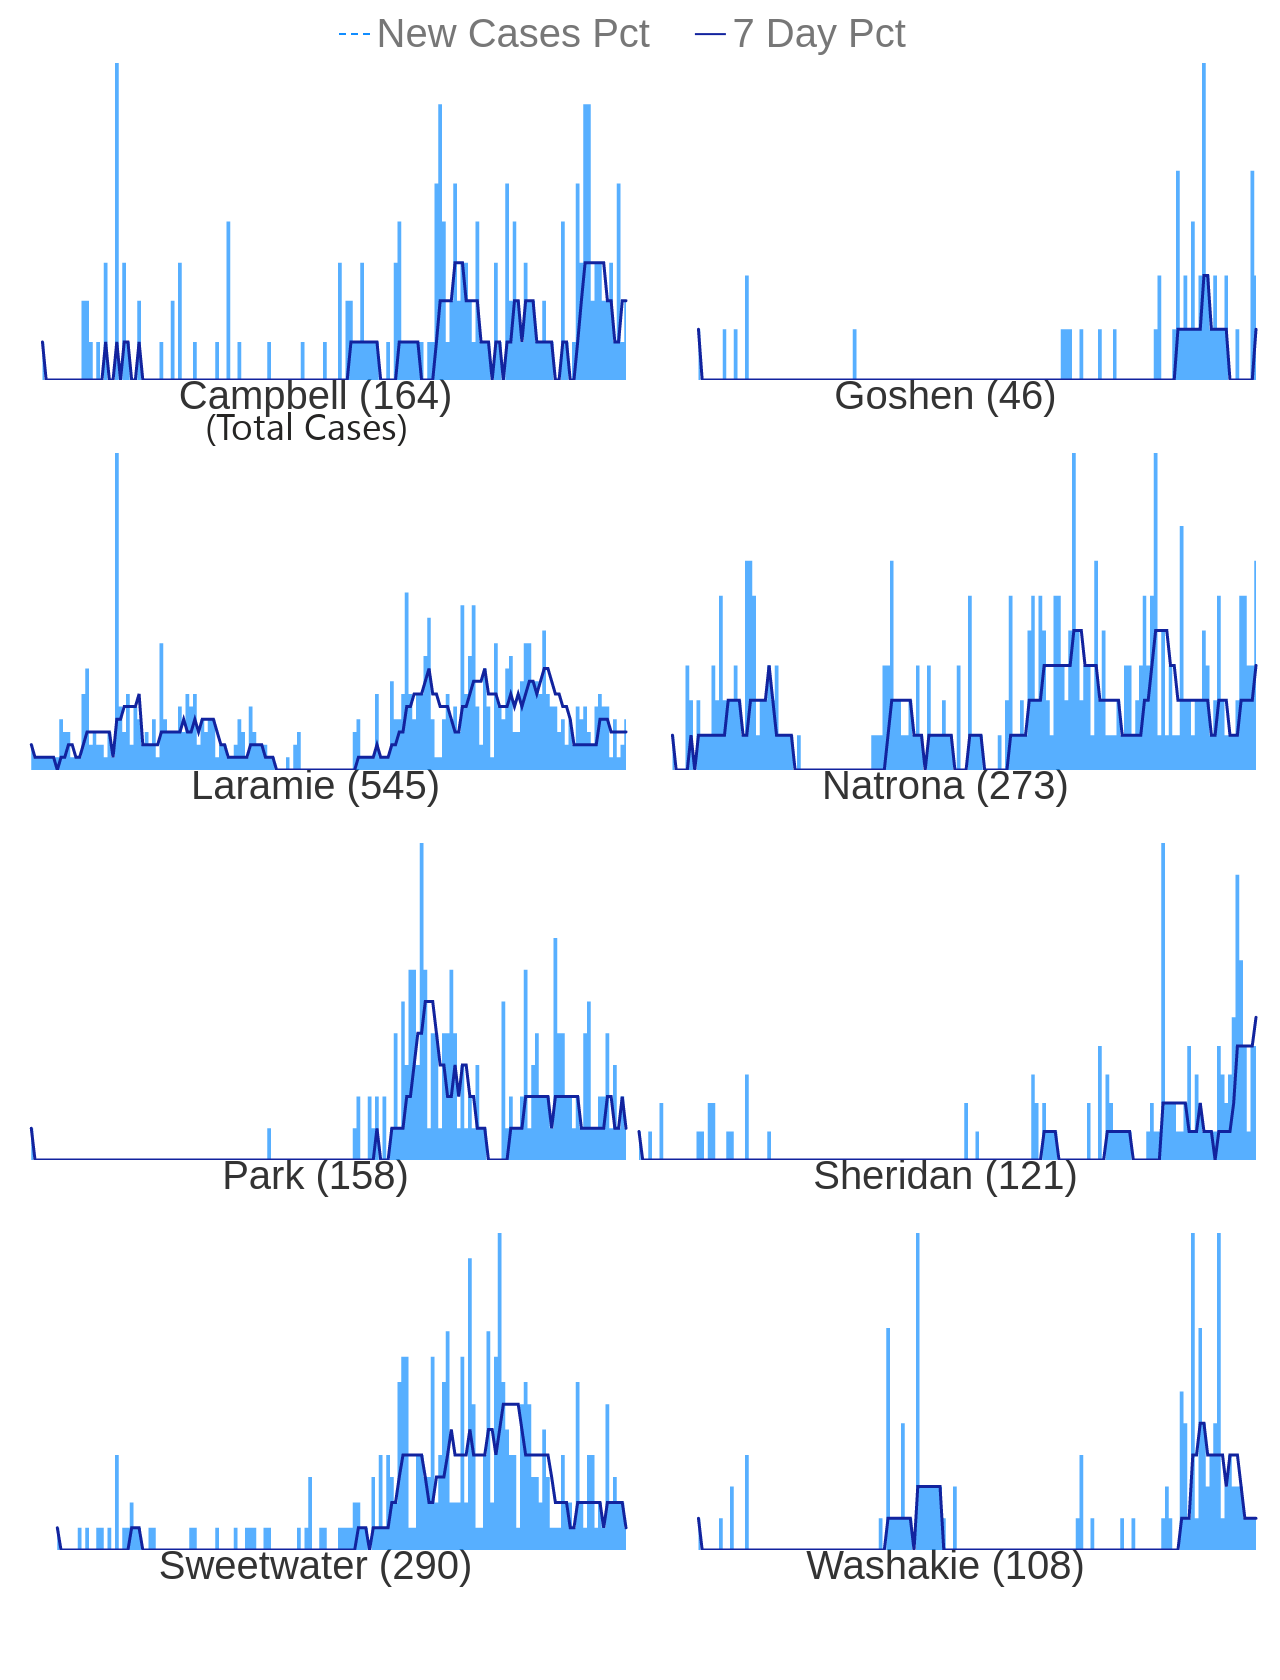 New Cases Pct 7 Day Pct
Campbell (164) Goshen (46)
(Total Cases)
Laramie (545) Natrona (273)
Park (158) Sheridan (121)
Sweetwater (290) Washakie (108)